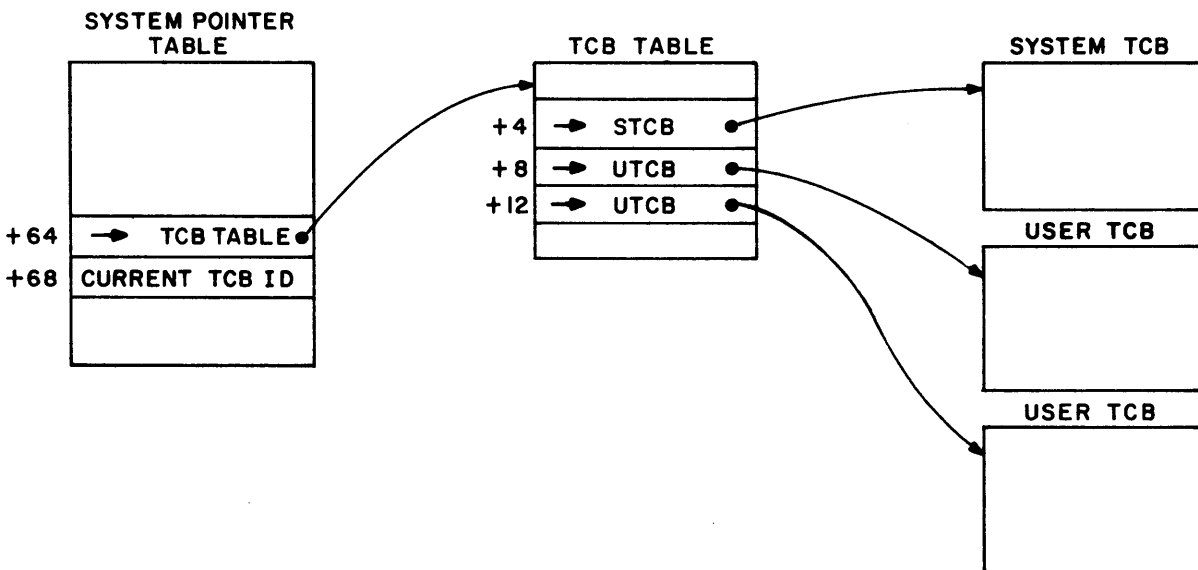 SYSTEM POINTER
TABLE
+64 → TCB TABLE
+68 CURRENT TCB ID
TCB TABLE
+4 → STCB
+8 → UTCB
+12 → UTCB
SYSTEM TCB
USER TCB
USER TCB